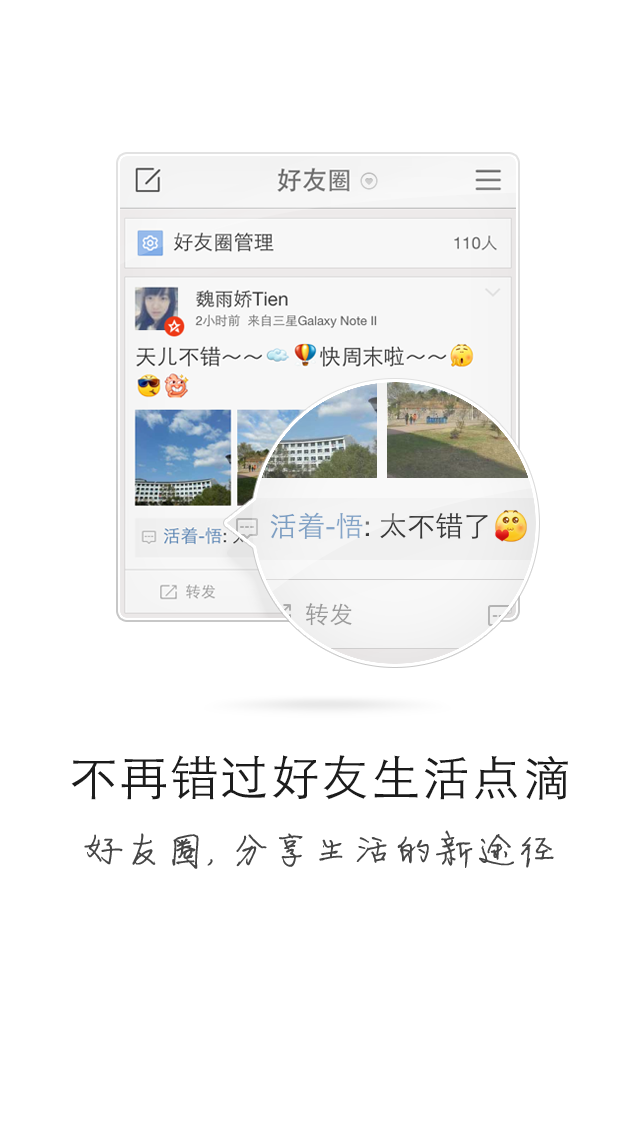 好友圈
好友圈管理 110人
魏雨娇Tien
2小时前 来自三星Galaxy Note II
天儿不错～～快周末啦～～
活着-悟:
转发
活着-悟: 太不错了
转发
不再错过好友生活点滴
好友圈, 分享生活的新途径